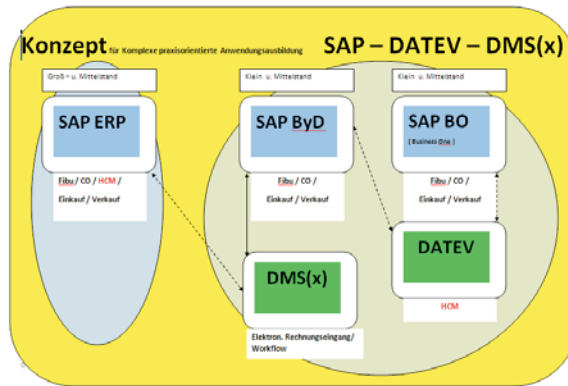 Konzept für Komplexe praxisorientierte Anwendungsausbildung SAP – DATEV – DMS(x)
Groß – u. Mittelstand
Klein u. Mittelstand
Klein u. Mittelstand
SAP ERP
SAP ByD
SAP BO
( Business One )
Fibu / CO / HCM /
Einkauf / Verkauf
Fibu / CO /
Einkauf / Verkauf
Fibu / CO /
Einkauf / Verkauf
DMS(x)
DATEV
HCM
Elektron. Rechnungseingang/
Workflow